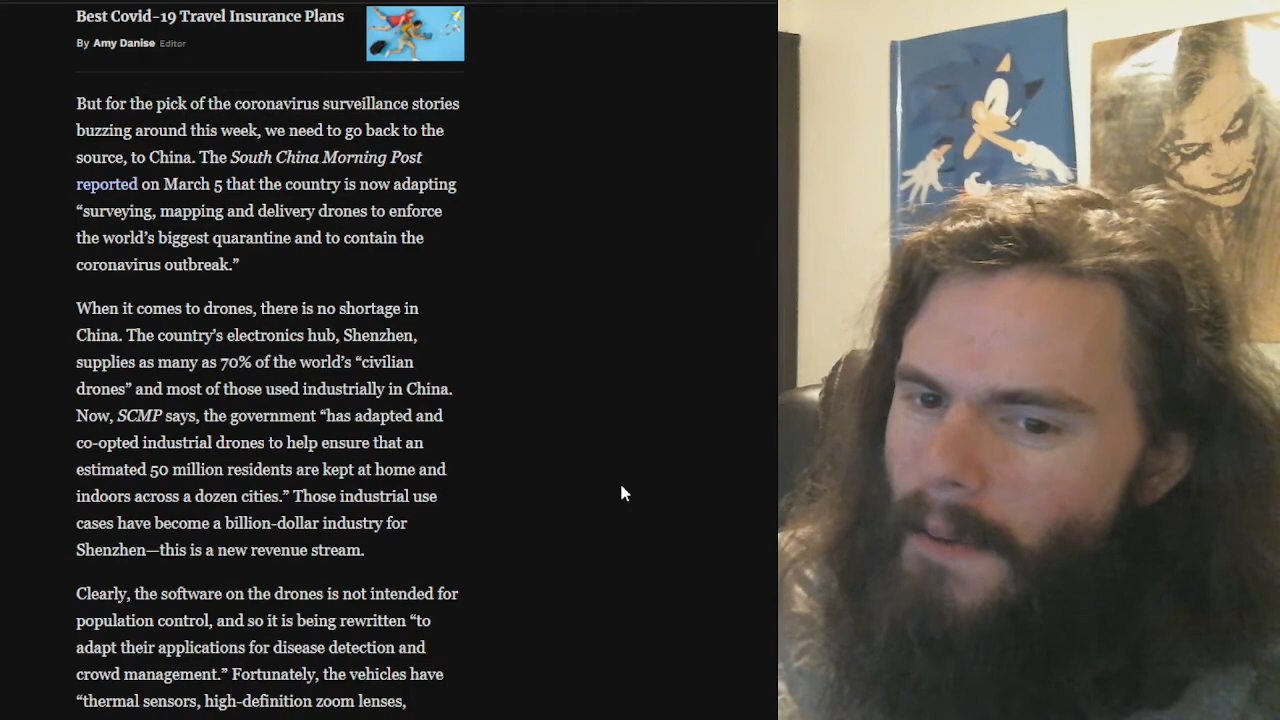 Best Covid-19 Travel Insurance Plans
By Amy Danise Editor
But for the pick of the coronavirus surveillance stories
buzzing around this week, we need to go back to the
source, to China. The South China Morning Post
reported on March 5 that the country is now adapting
“surveying, mapping and delivery drones to enforce
the world’s biggest quarantine and to contain the
coronavirus outbreak.”
When it comes to drones, there is no shortage in
China. The country’s electronics hub, Shenzhen,
supplies as many as 70% of the world’s “civilian
drones” and most of those used industrially in China.
Now, SCMP says, the government “has adapted and
co-opted industrial drones to help ensure that an
estimated 50 million residents are kept at home and
indoors across a dozen cities.” Those industrial use
cases have become a billion-dollar industry for
Shenzhen—this is a new revenue stream.
Clearly, the software on the drones is not intended for
population control, and so it is being rewritten “to
adapt their applications for disease detection and
crowd management.” Fortunately, the vehicles have
“thermal sensors, high-definition zoom lenses,